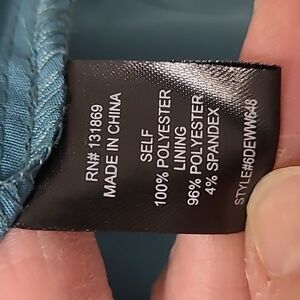 RN# 131869
MADE IN CHINA
SELF
100% POLYESTER
LINING
96% POLYESTER
4% SPANDEX
STYLE#6DEWW648